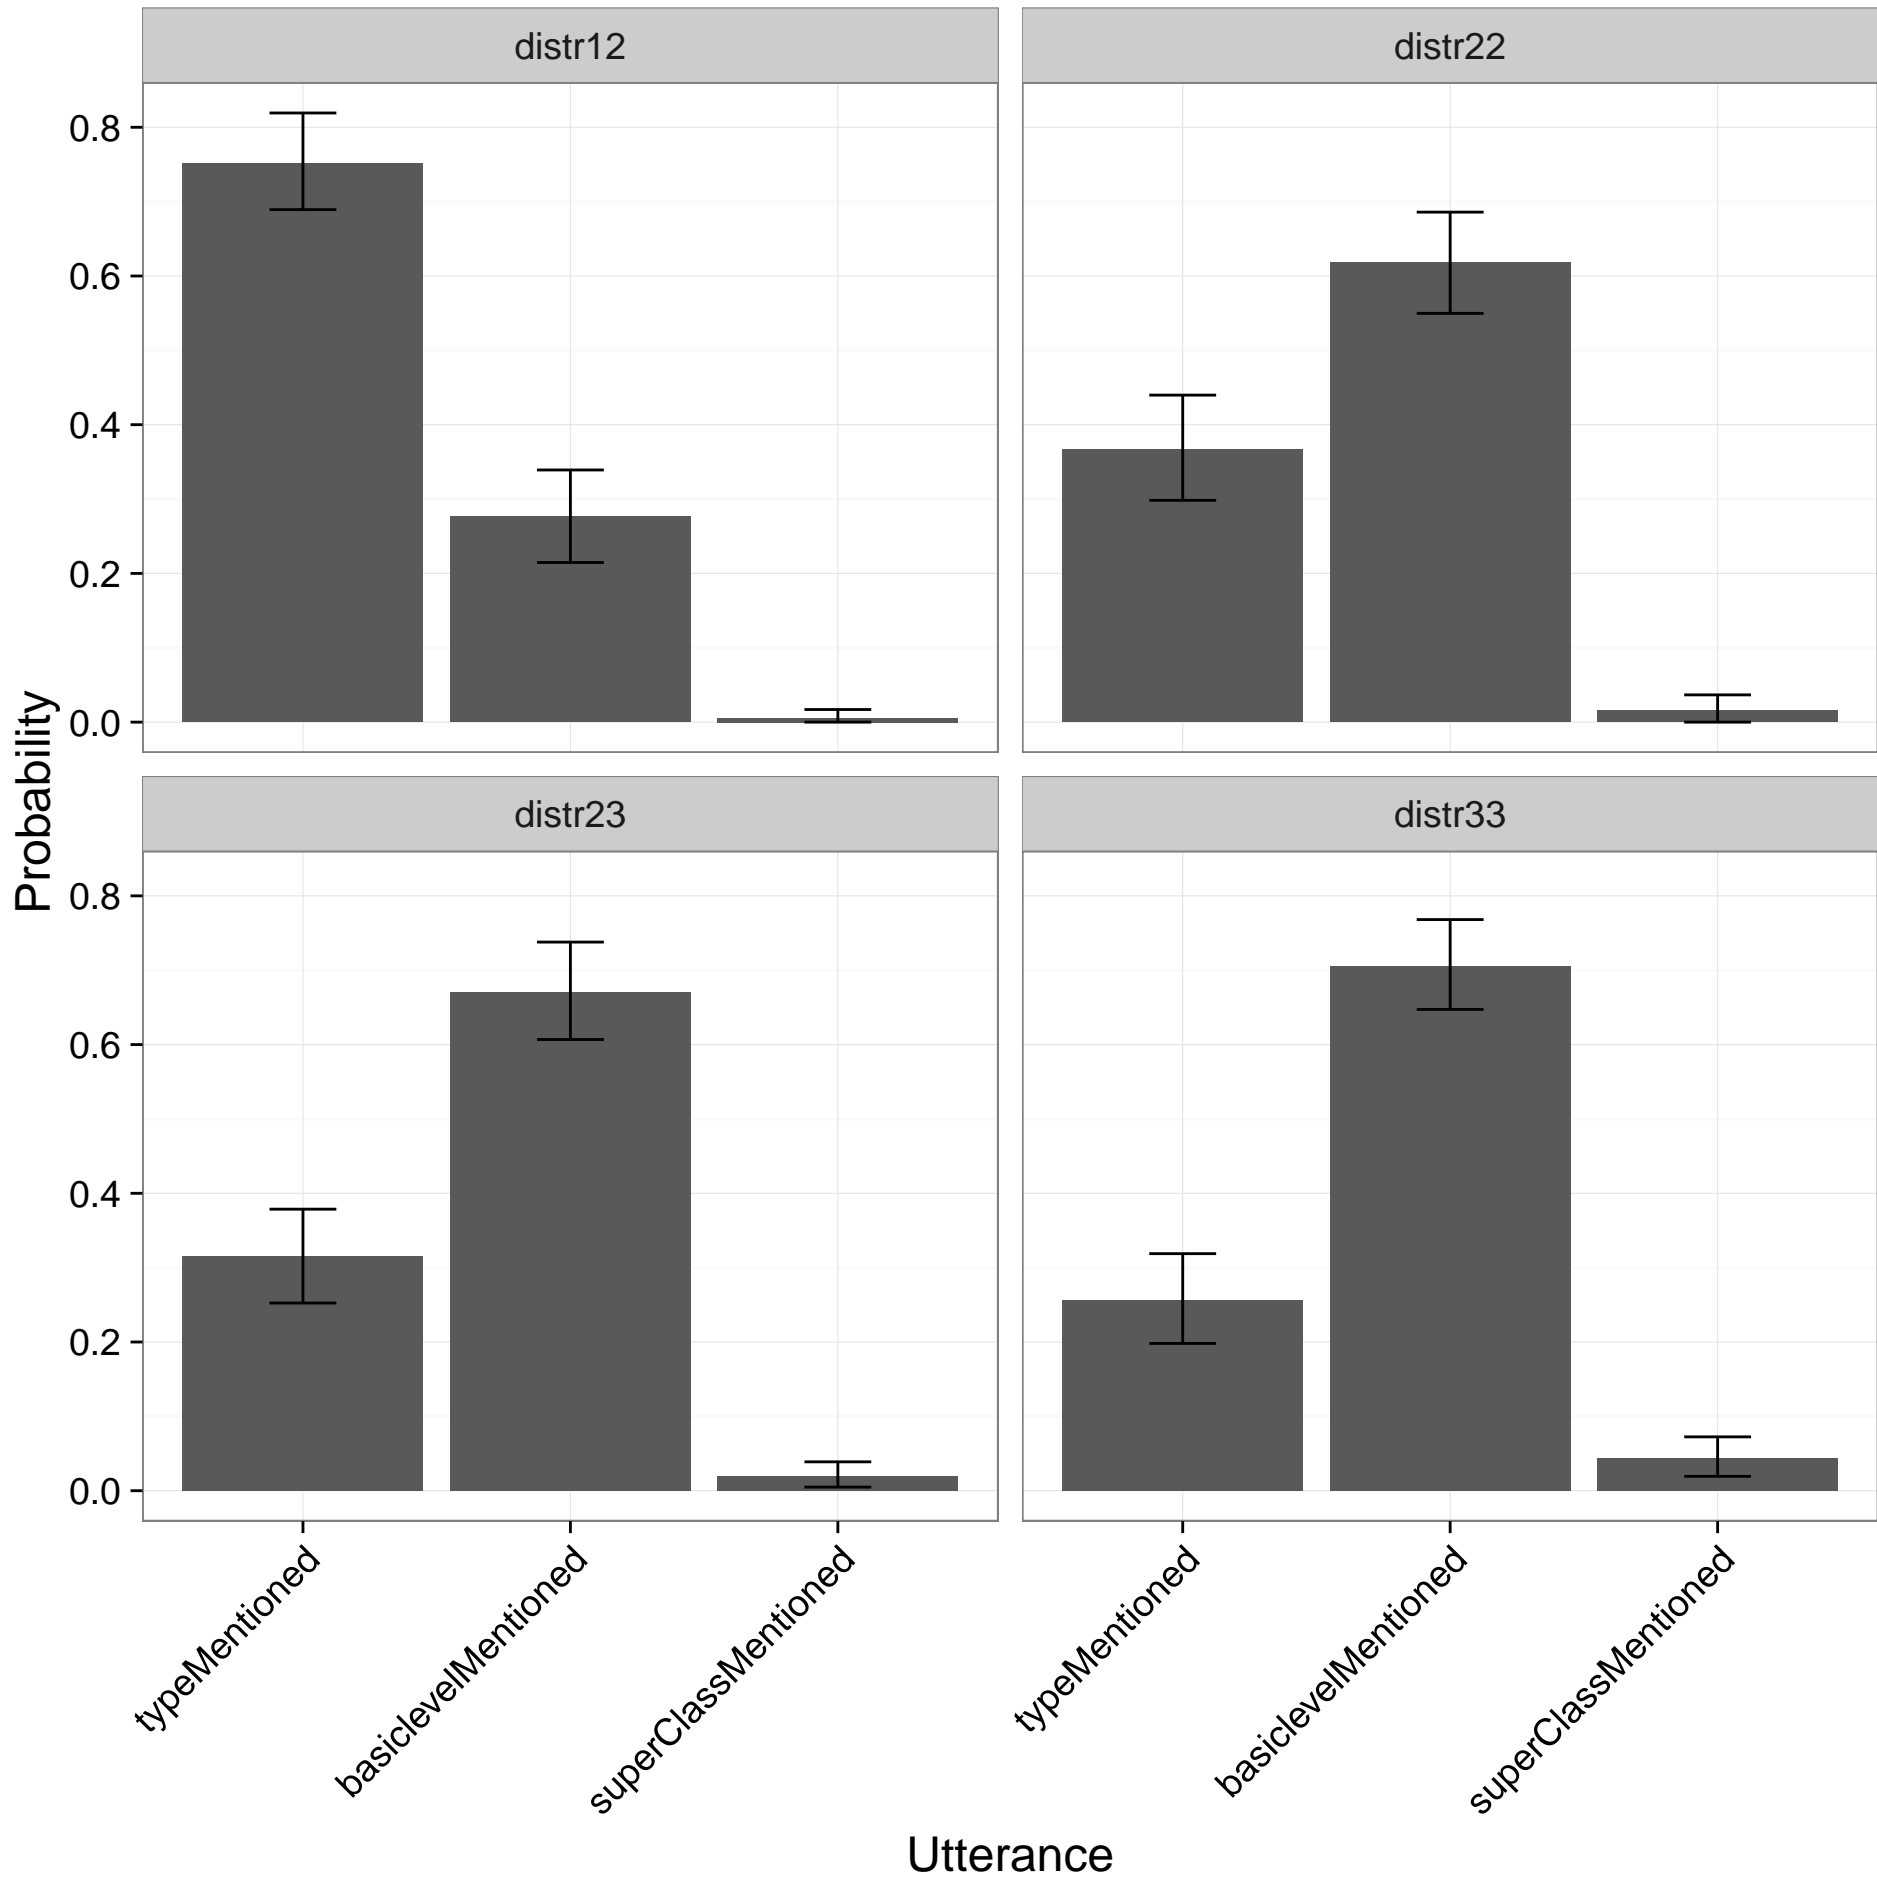 distr12
distr22
0.8
0.6
0.4
0.2
0.0
distr23
distr33
0.8
0.6
0.4
0.2
0.0
Probability
typeMentioned
basiclevelMentioned
superClassMentioned
typeMentioned
basiclevelMentioned
superClassMentioned
Utterance